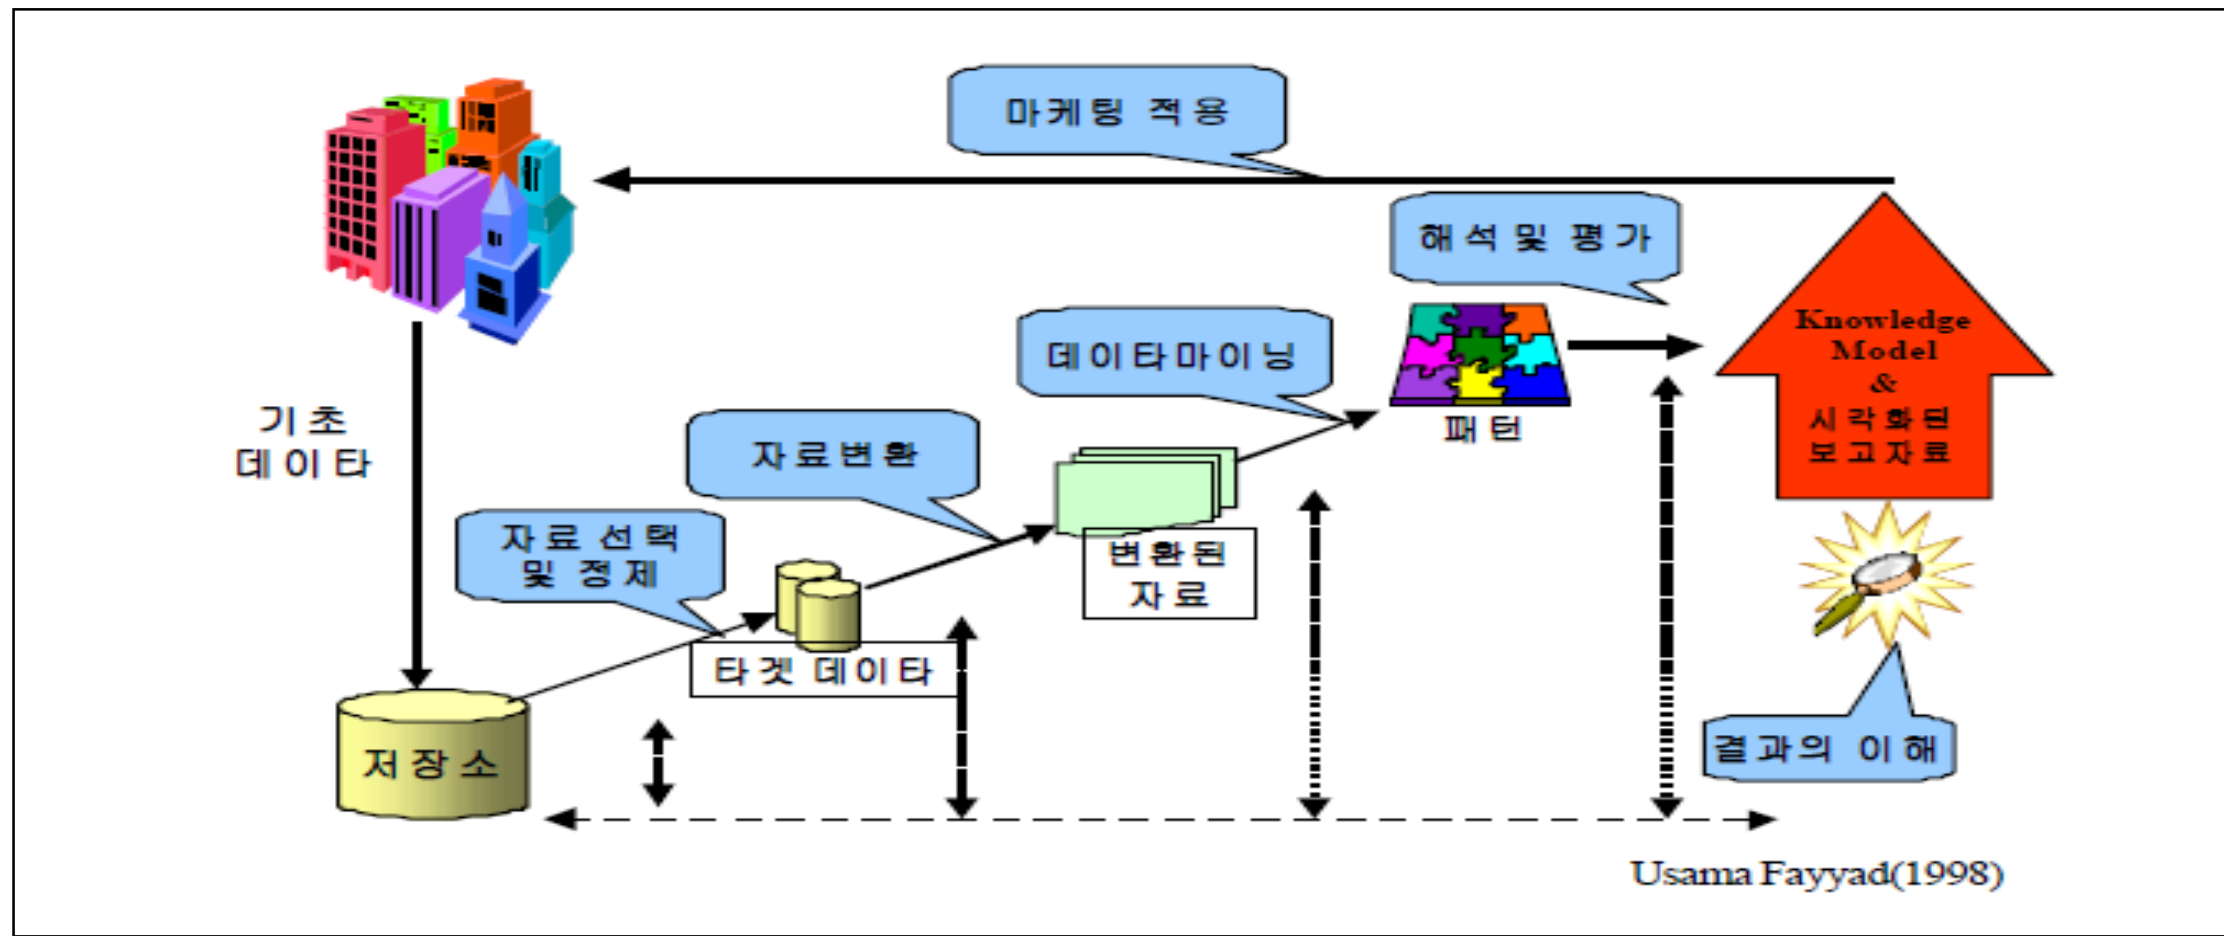 마케팅 적용
해석 및 평가
Knowledge
Model
&
시각화된
보고자료
데이타마이닝
패턴
기초
데이타
자료변환
자료 선택
및 정제
변환된
자료
타겟 데이타
저장소
결과의 이해
Usama Fayyad(1998)